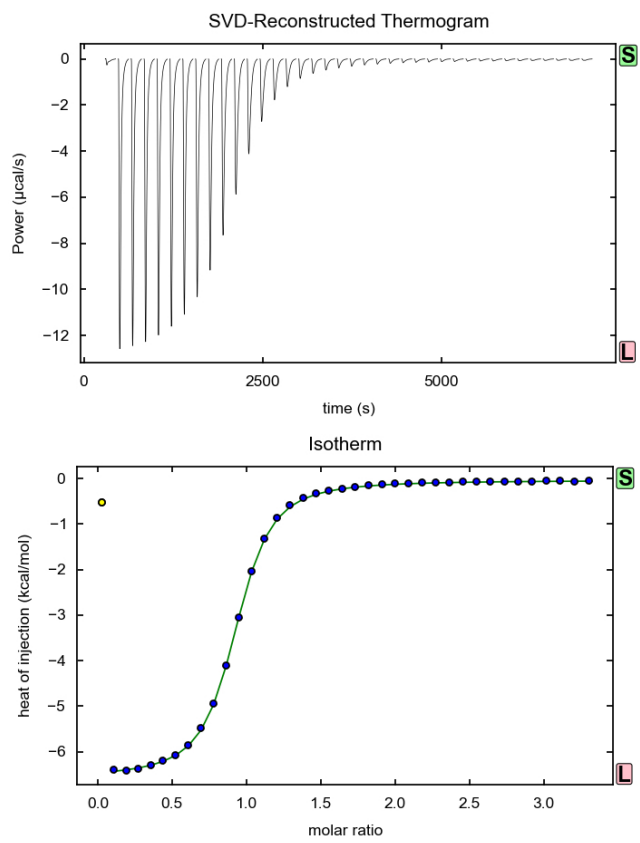 SVD-Reconstructed Thermogram
S
0
−2
−4
−6
−8
−10
−12
Power (µcal/s)
L
0 2500 5000
time (s)
Isotherm
S
0
−1
−2
−3
−4
−5
−6
heat of injection (kcal/mol)
L
0.0 0.5 1.0 1.5 2.0 2.5 3.0
molar ratio